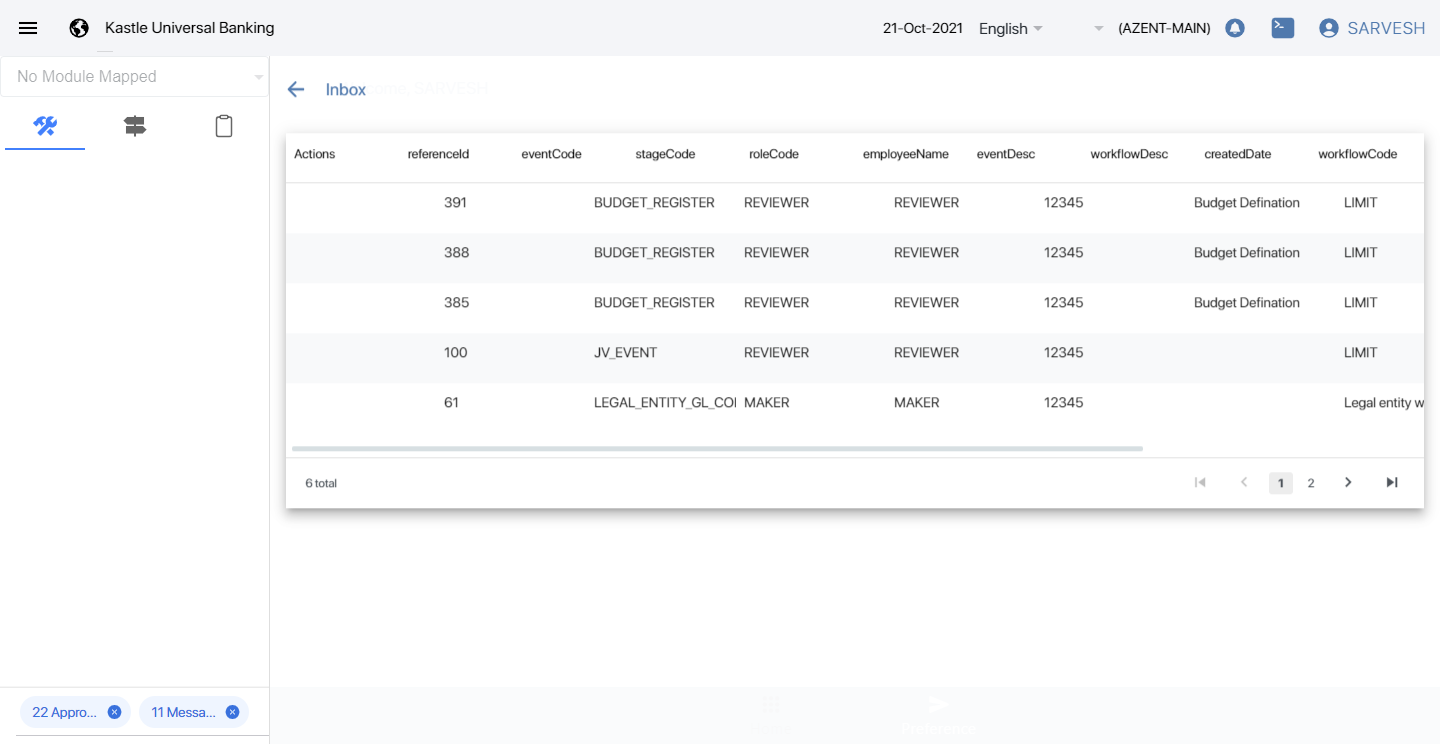 Kastle Universal Banking
21-Oct-2021 English (AZENT-MAIN) SARVESH
No Module Mapped
Inbox
Actions referenceId eventCode stageCode roleCode employeeName eventDesc workflowDesc createdDate workflowCode
391 BUDGET_REGISTER REVIEWER REVIEWER 12345 Budget Defination LIMIT
388 BUDGET_REGISTER REVIEWER REVIEWER 12345 Budget Defination LIMIT
385 BUDGET_REGISTER REVIEWER REVIEWER 12345 Budget Defination LIMIT
100 JV_EVENT REVIEWER REVIEWER 12345 LIMIT
61 LEGAL_ENTITY_GL_COI MAKER MAKER 12345 Legal entity w
6 total
1 2
22 Appro... 11 Messa...